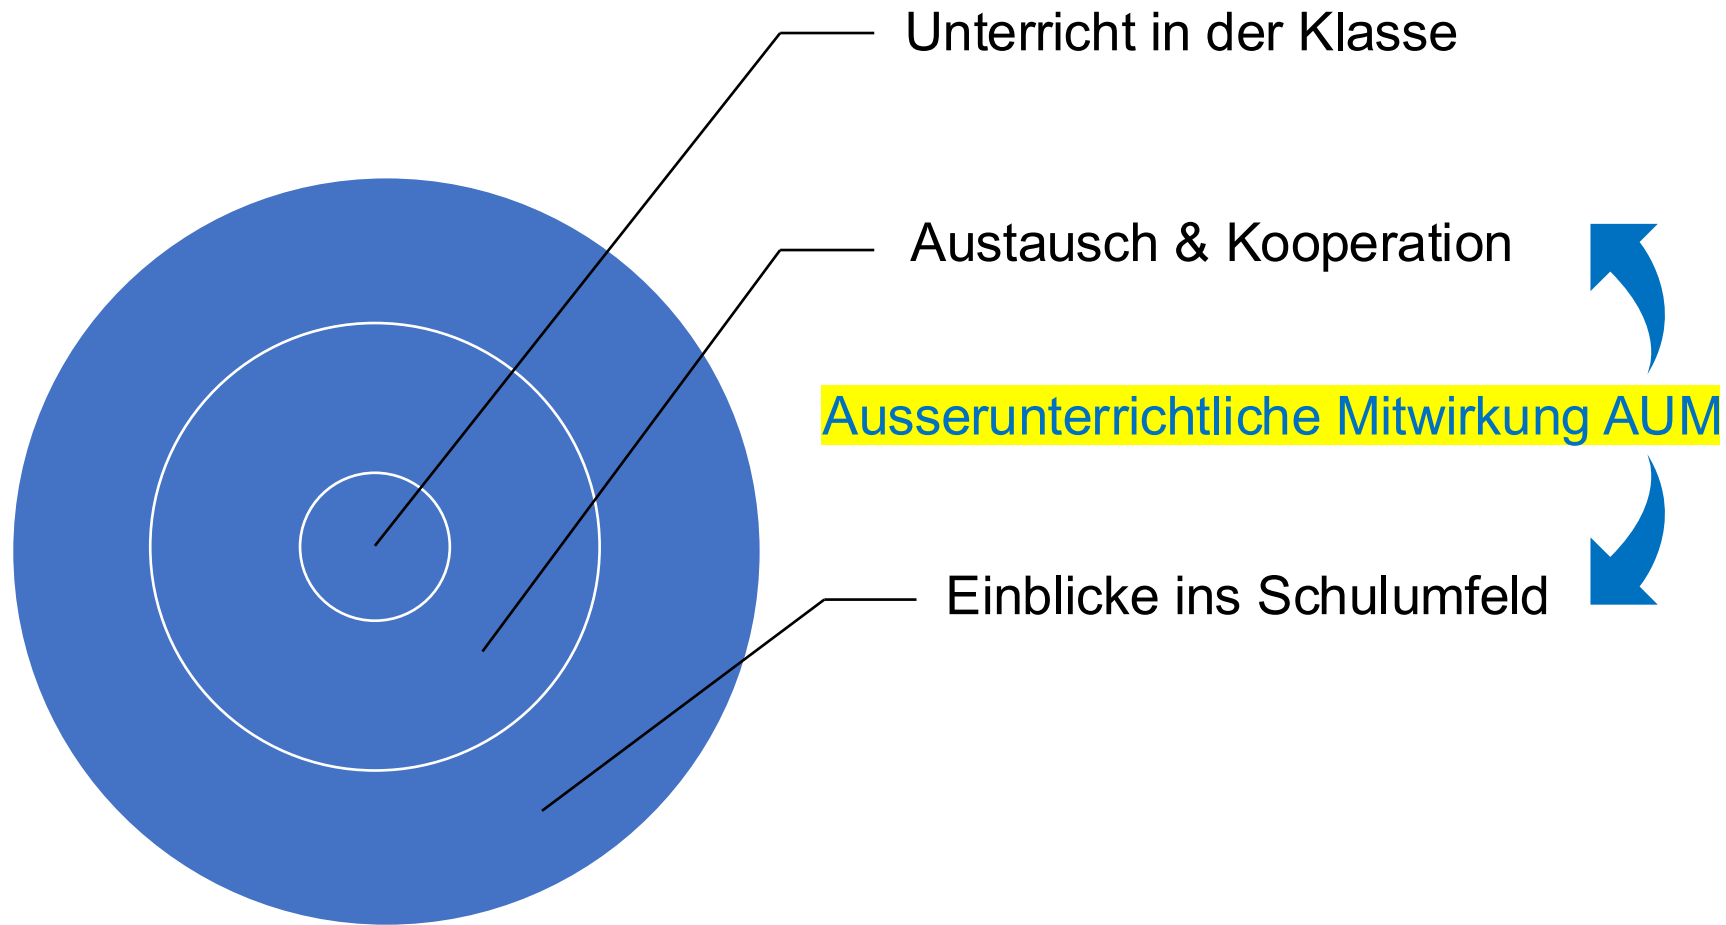 Unterricht in der Klasse
Austausch & Kooperation
Ausserunterrichtliche Mitwirkung AUM
Einblicke ins Schulumfeld